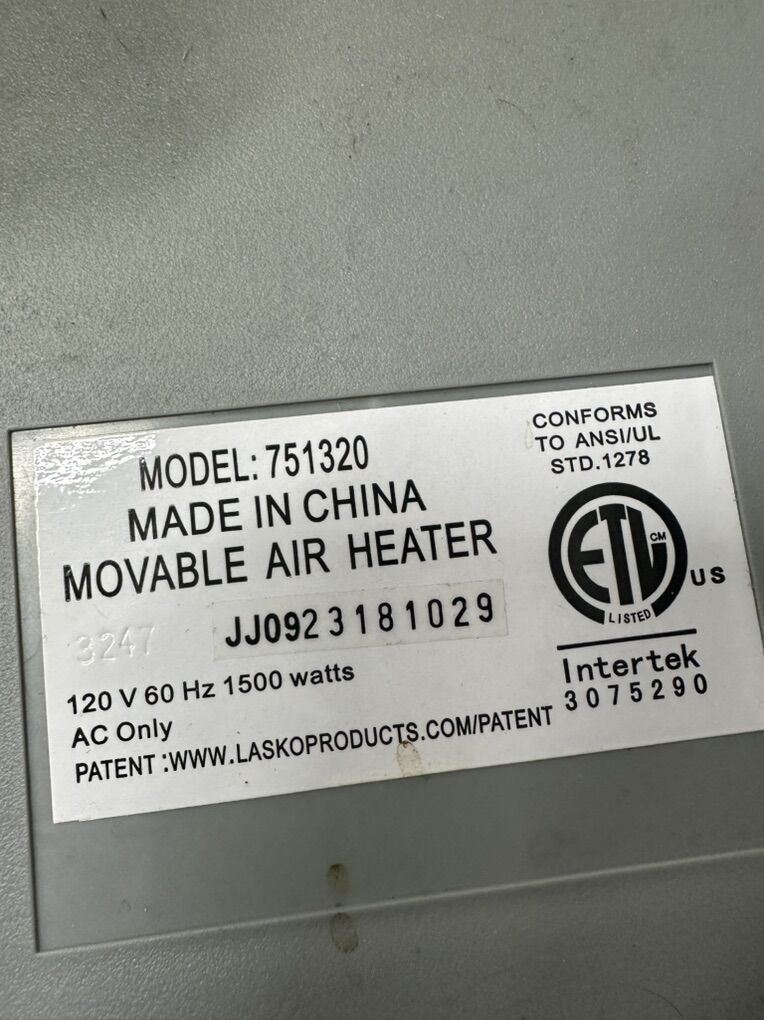 MODEL: 751320
MADE IN CHINA
MOVABLE AIR HEATER
3247
JJ0923181029
120 V 60 Hz 1500 watts
AC Only
PATENT :WWW.LASKOPRODUCTS.COM/PATENT
CONFORMS
TO ANSI/UL
STD.1278
ETL CM
US
LISTED
Intertek
3075290